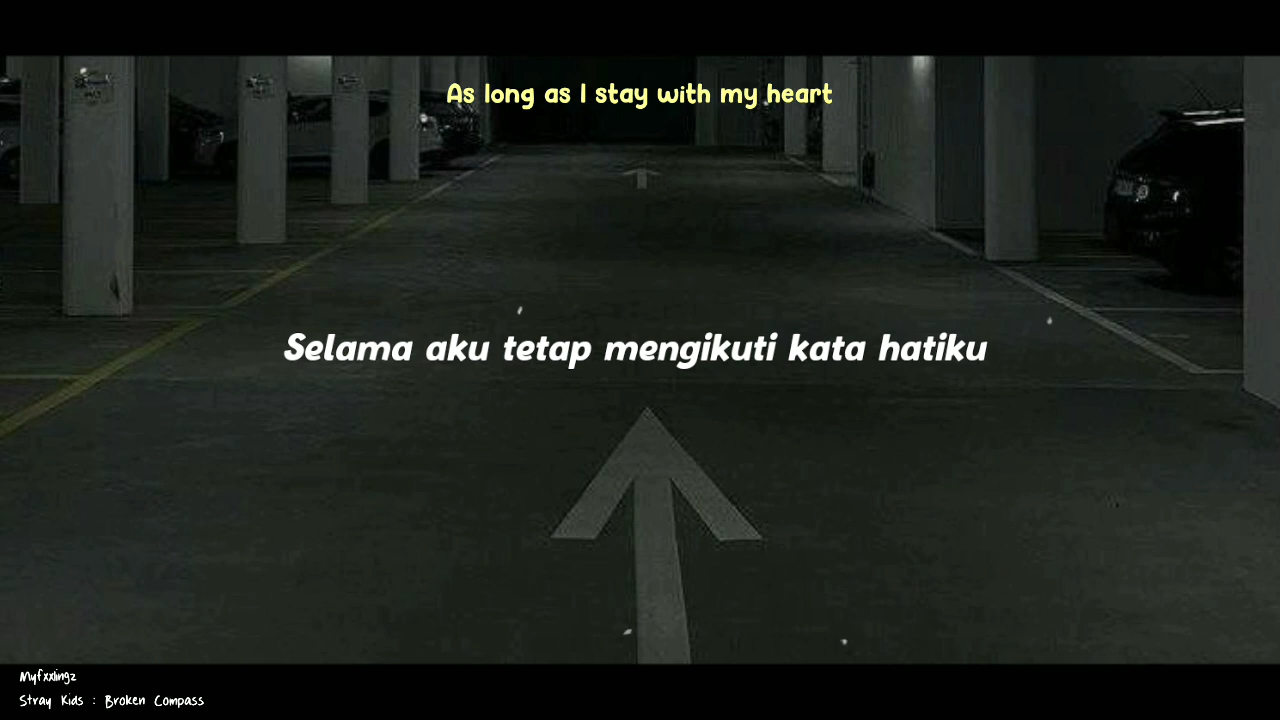 As long as I stay with my heart
Selama aku tetap mengikuti kata hatiku
Myfxxlingz
Stray Kids : Broken Compass